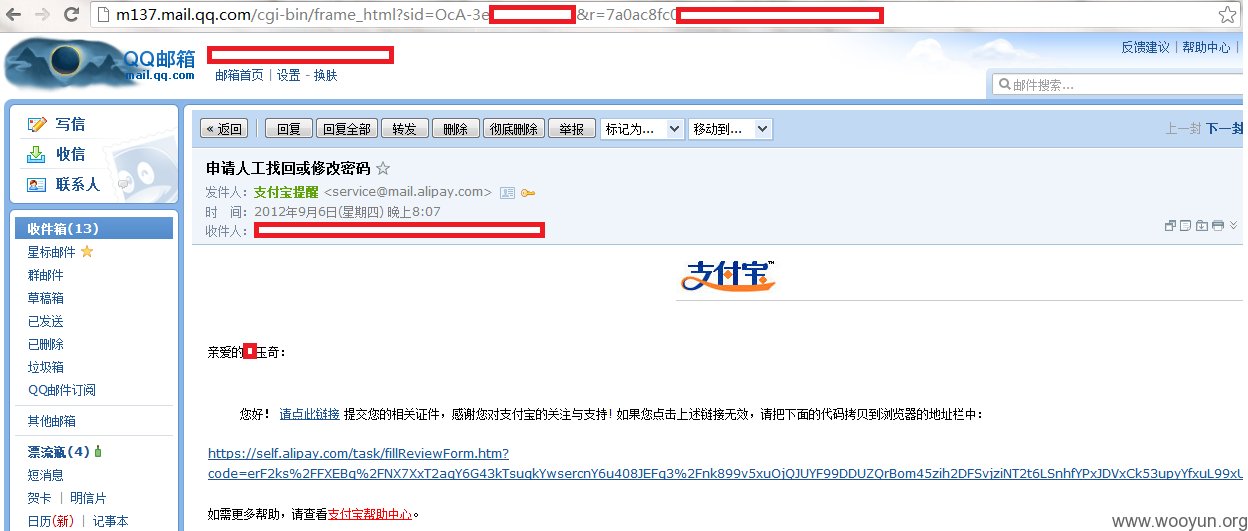 m137.mail.qq.com/cgi-bin/frame_html?sid=OcA-3e &r=7a0ac8fc0
QQ邮箱
mail.qq.com
邮箱首页 | 设置 - 换肤
反馈建议 | 帮助中心 |
邮件搜索...
写信
收信
联系人
收件箱(13)
星标邮件
群邮件
草稿箱
已发送
已删除
垃圾箱
QQ邮件订阅
其他邮箱
漂流瓶(4)
短消息
贺卡 | 明信片
日历(新) | 记事本
« 返回 回复 回复全部 转发 删除 彻底删除 举报 标记为... 移动到... 上一封 下一封
申请人工找回或修改密码
发件人: 支付宝提醒 <service@mail.alipay.com>
时 间: 2012年9月6日(星期四) 晚上8:07
收件人:
支付宝™
亲爱的 玉奇:
您好! 请点此链接 提交您的相关证件，感谢您对支付宝的关注与支持! 如果您点击上述链接无效，请把下面的代码拷贝到浏览器的地址栏中:
https://self.alipay.com/task/fillReviewForm.htm?
code=erF2ks%2FFXEBq%2FNX7XxT2aqY6G43kTsuqkYwsercnY6u408JEFq3%2Fnk899v5xuOjOJUYF99DDUZQrBom45zih2DFSvjziNT2t6LSnhfYPxJDVxCk53upyYfxuL99xU
如需更多帮助，请查看支付宝帮助中心。
www.wooyun.org